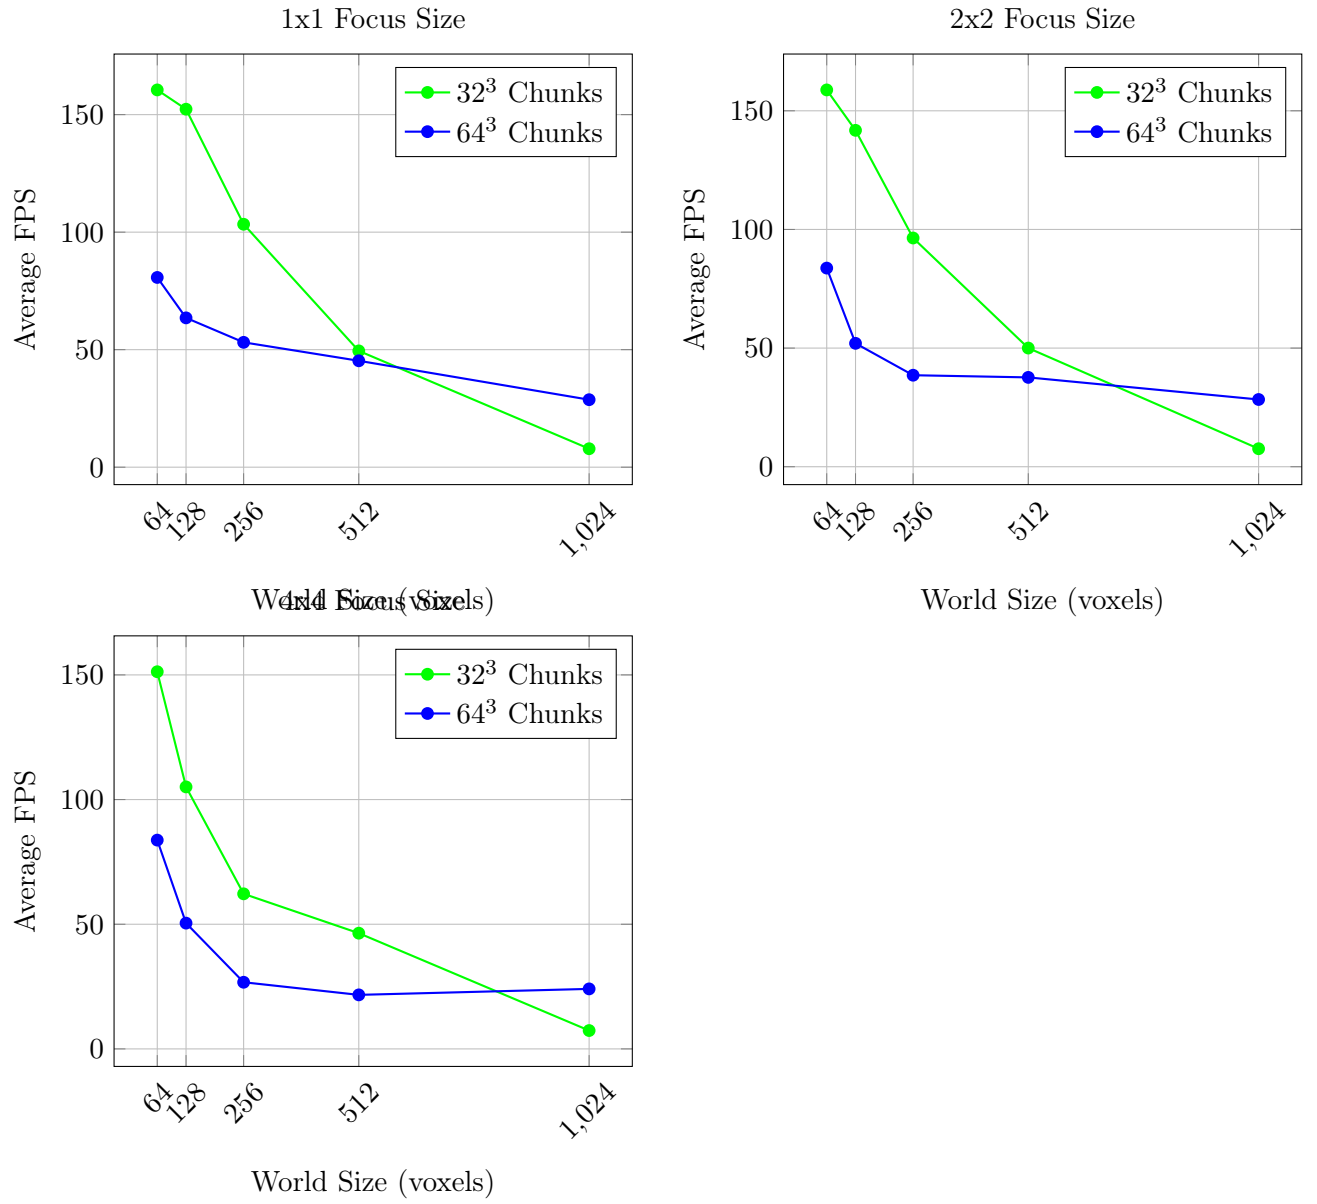 1x1 Focus Size
150
100
50
0
Average FPS
32³ Chunks
64³ Chunks
64
128
256
512
1,024
World Size (voxels)
2x2 Focus Size
150
100
50
0
Average FPS
32³ Chunks
64³ Chunks
64
128
256
512
1,024
World Size (voxels)
4x4 Focus Size
150
100
50
0
Average FPS
32³ Chunks
64³ Chunks
64
128
256
512
1,024
World Size (voxels)